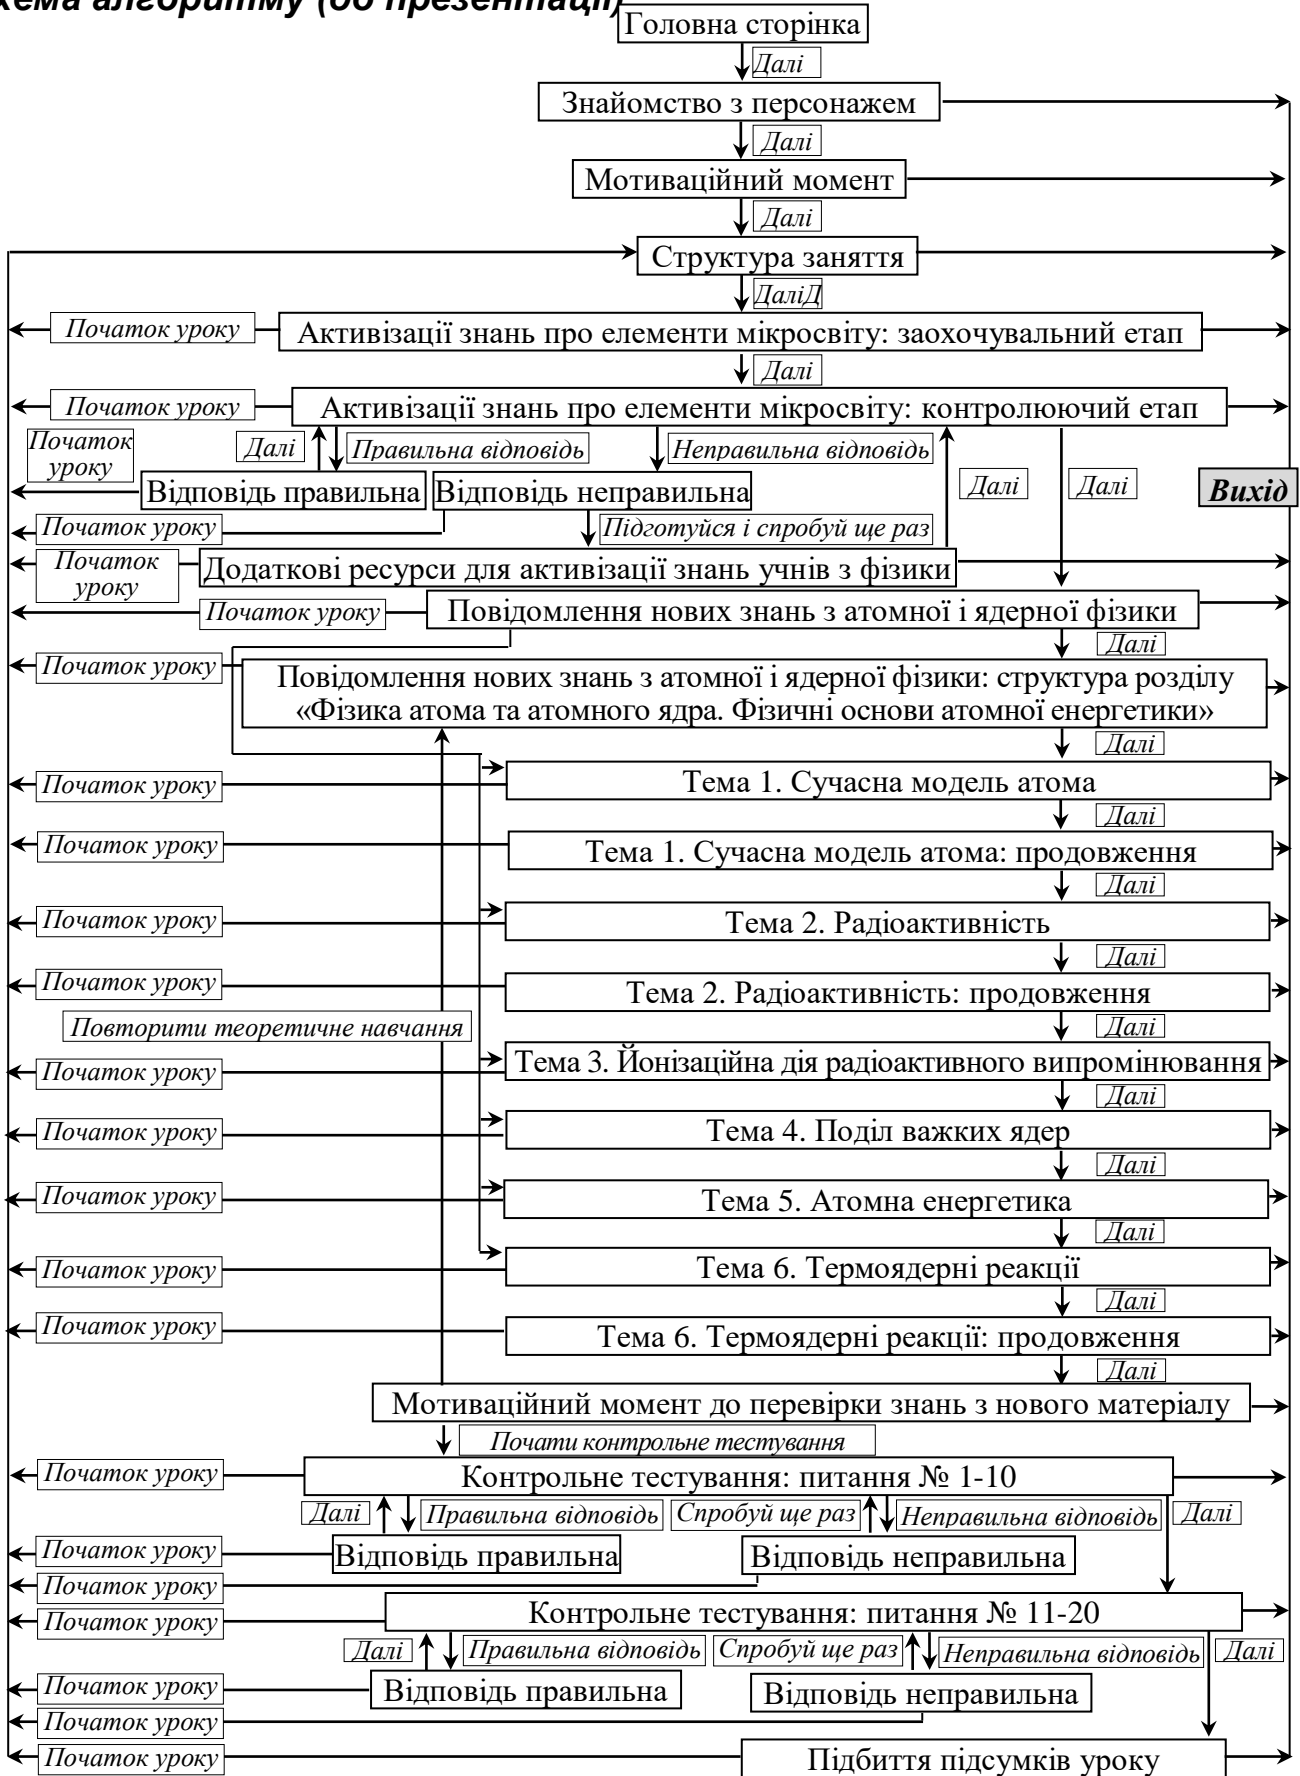 хема алгоритму (до презентації)
Головна сторінка
Далі
Знайомство з персонажем
Далі
Мотиваційний момент
Далі
Структура заняття
ДаліД
Початок уроку
Активізації знань про елементи мікросвіту: заохочувальний етап
Далі
Початок уроку
Активізації знань про елементи мікросвіту: контролюючий етап
Початок
уроку
Далі
Правильна відповідь
Неправильна відповідь
Відповідь правильна
Відповідь неправильна
Далі
Далі
Вихід
Початок уроку
Підготуйся і спробуй ще раз
Початок
уроку
Додаткові ресурси для активізації знань учнів з фізики
Початок уроку
Повідомлення нових знань з атомної і ядерної фізики
Далі
Початок уроку
Повідомлення нових знань з атомної і ядерної фізики: структура розділу
«Фізика атома та атомного ядра. Фізичні основи атомної енергетики»
Далі
Початок уроку
Тема 1. Сучасна модель атома
Далі
Початок уроку
Тема 1. Сучасна модель атома: продовження
Далі
Початок уроку
Тема 2. Радіоактивність
Далі
Початок уроку
Тема 2. Радіоактивність: продовження
Повторити теоретичне навчання
Далі
Початок уроку
Тема 3. Йонізаційна дія радіоактивного випромінювання
Далі
Початок уроку
Тема 4. Поділ важких ядер
Далі
Початок уроку
Тема 5. Атомна енергетика
Далі
Початок уроку
Тема 6. Термоядерні реакції
Далі
Початок уроку
Тема 6. Термоядерні реакції: продовження
Далі
Мотиваційний момент до перевірки знань з нового матеріалу
Почати контрольне тестування
Початок уроку
Контрольне тестування: питання № 1-10
Далі
Правильна відповідь
Спробуй ще раз
Неправильна відповідь
Далі
Початок уроку
Відповідь правильна
Відповідь неправильна
Початок уроку
Початок уроку
Контрольне тестування: питання № 11-20
Далі
Правильна відповідь
Спробуй ще раз
Неправильна відповідь
Далі
Початок уроку
Відповідь правильна
Відповідь неправильна
Початок уроку
Початок уроку
Підбиття підсумків уроку